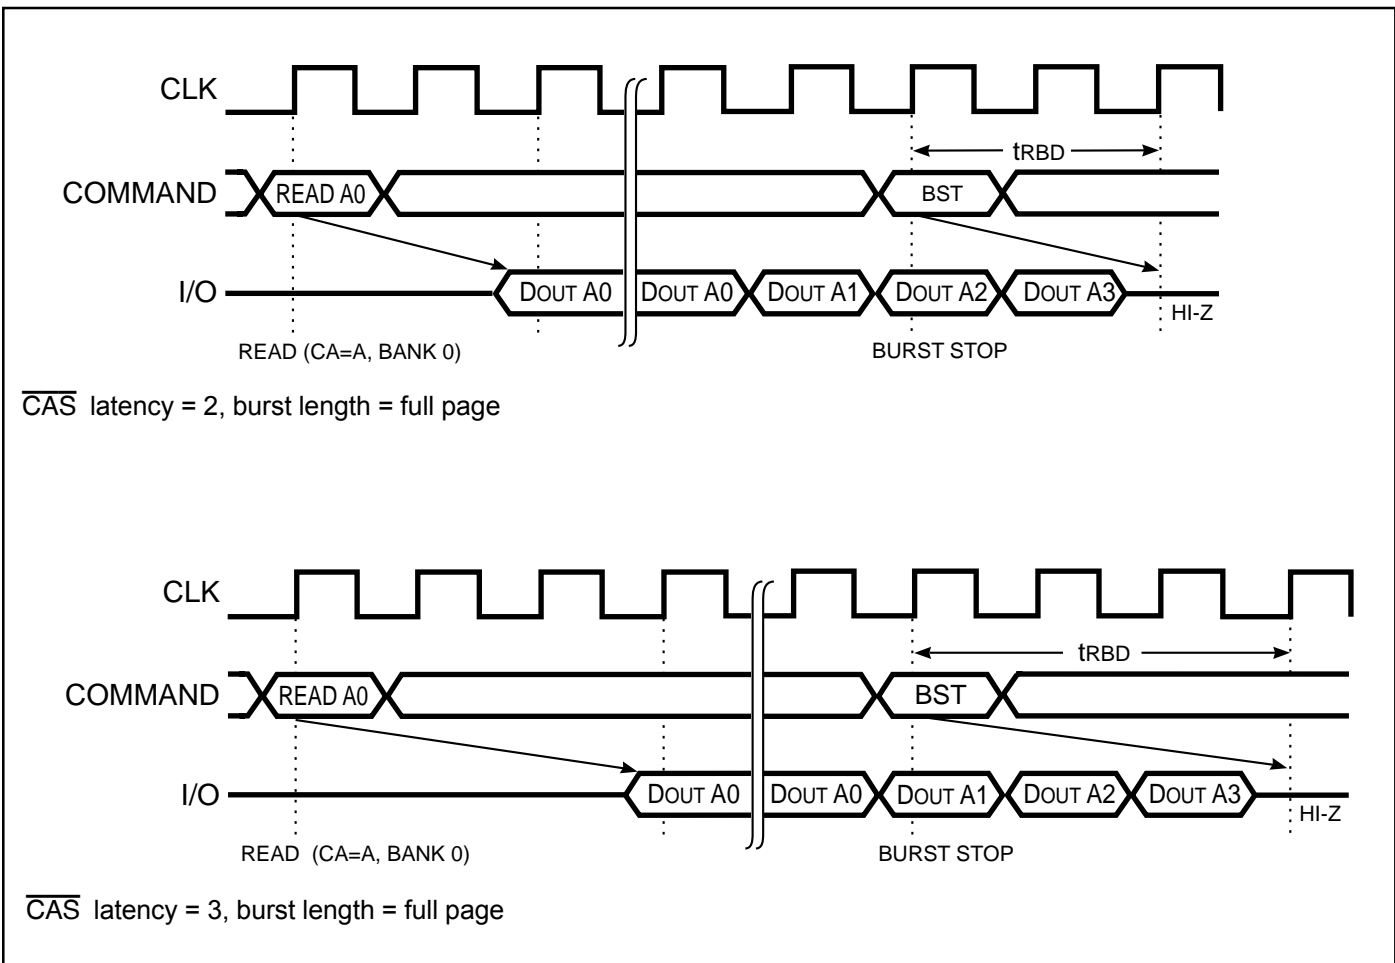 CLK
tRBD
COMMAND READ A0 BST
I/O DOUT A0 DOUT A0 DOUT A1 DOUT A2 DOUT A3
HI-Z
READ (CA=A, BANK 0) BURST STOP
CAS latency = 2, burst length = full page
CLK
tRBD
COMMAND READ A0 BST
I/O DOUT A0 DOUT A0 DOUT A1 DOUT A2 DOUT A3
HI-Z
READ (CA=A, BANK 0) BURST STOP
CAS latency = 3, burst length = full page